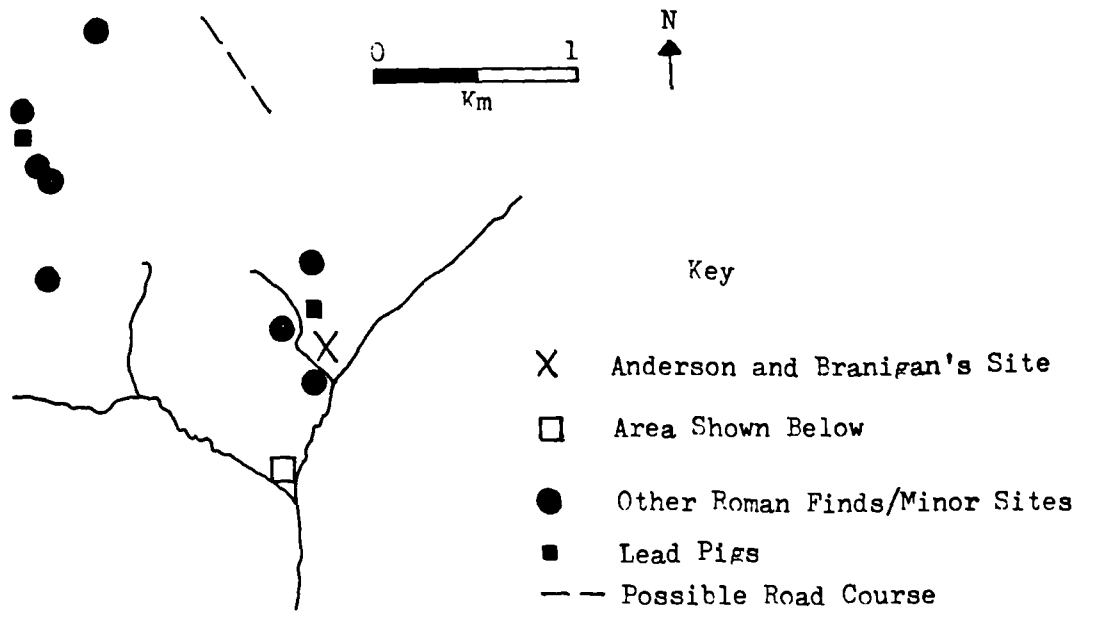 N
0 1
Km
Key
X Anderson and Branigan's Site
Area Shown Below
Other Roman Finds/Minor Sites
Lead Pigs
Possible Road Course